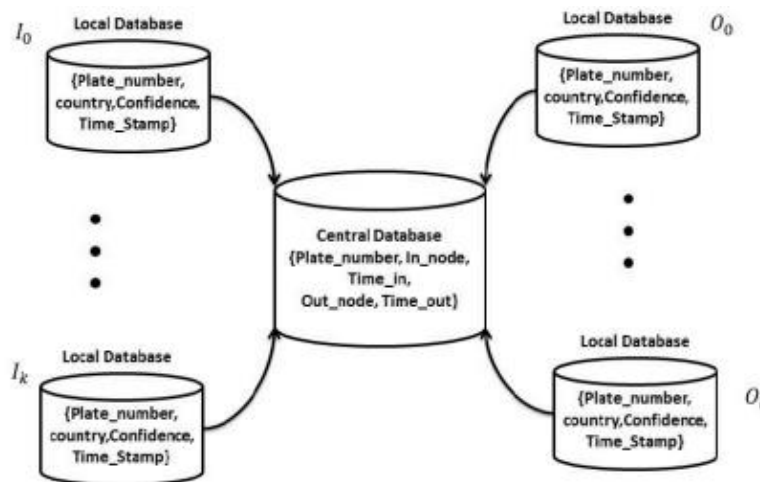 I₀
Local Database
{Plate_number,
country,Confidence,
Time_Stamp}
Local Database
O₀
{Plate_number,
country,Confidence,
Time_Stamp}
Central Database
{Plate_number, In_node,
Time_in,
Out_node, Time_out}
Local Database
Iₖ
{Plate_number,
country,Confidence,
Time_Stamp}
Local Database
O
{Plate_number,
country,Confidence,
Time_Stamp}